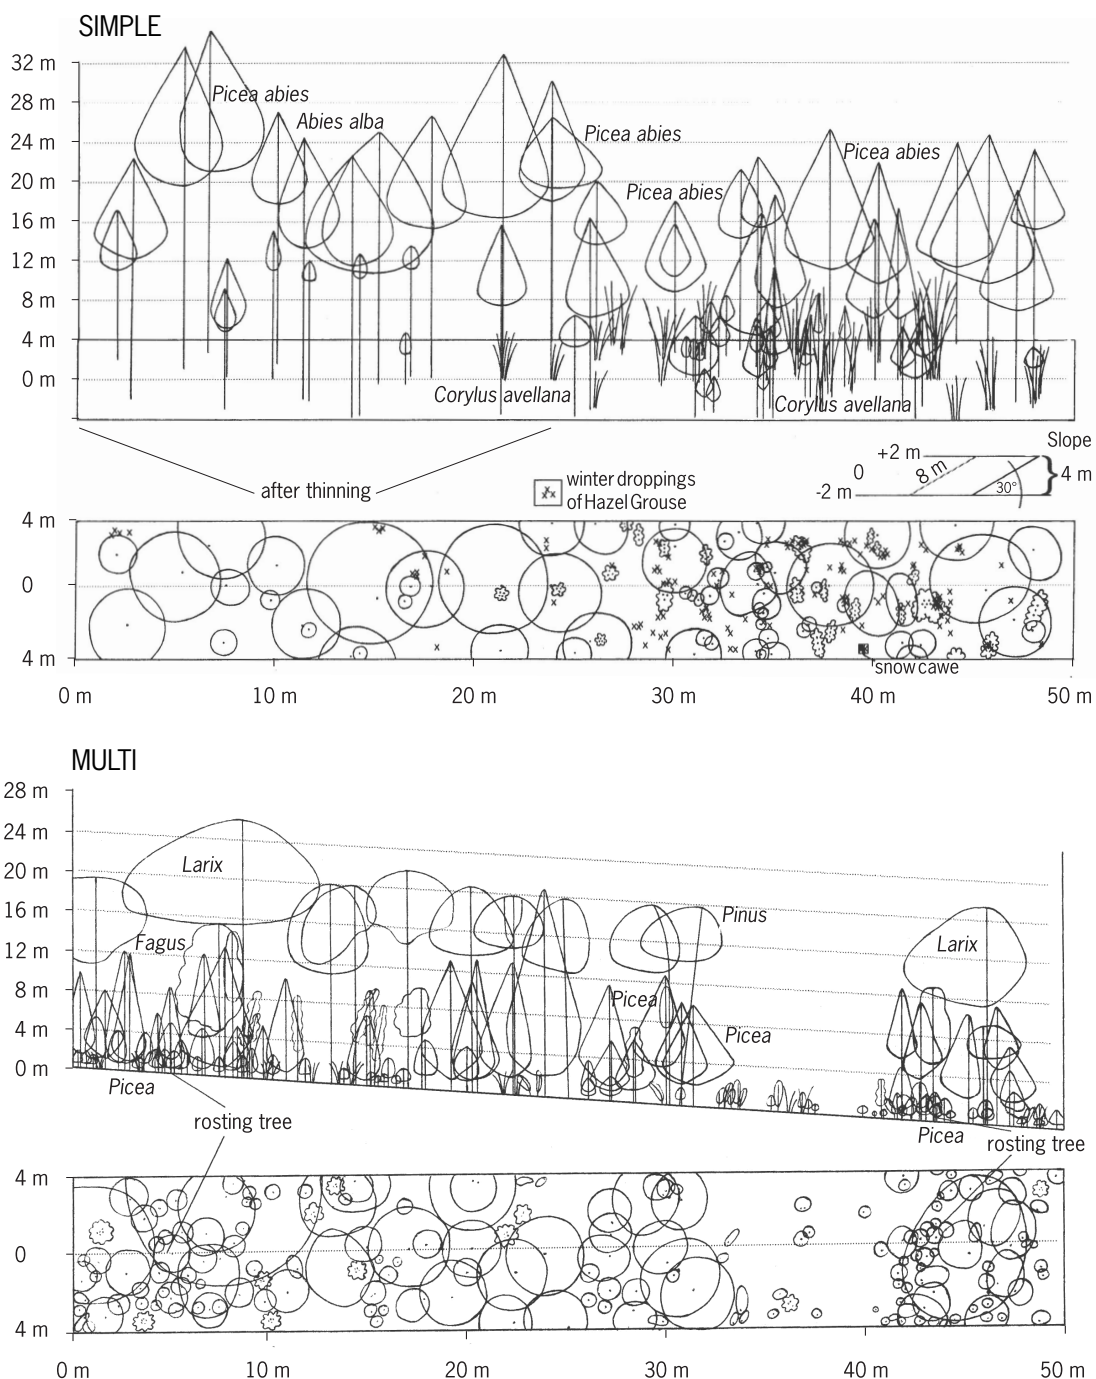 SIMPLE
32 m
28 m
24 m
20 m
16 m
12 m
8 m
4 m
0 m
Picea abies
Abies alba
Picea abies
Picea abies
Picea abies
Corylus avellana
Corylus avellana
after thinning
winter droppings
of Hazel Grouse
Slope
+2 m
0
8 m
-2 m
30°
4 m
4 m
0
4 m
snow cawe
0 m
10 m
20 m
30 m
40 m
50 m
MULTI
28 m
24 m
20 m
16 m
12 m
8 m
4 m
0 m
Larix
Fagus
Pinus
Larix
Picea
Picea
Picea
Picea
rosting tree
rosting tree
4 m
0
4 m
0 m
10 m
20 m
30 m
40 m
50 m